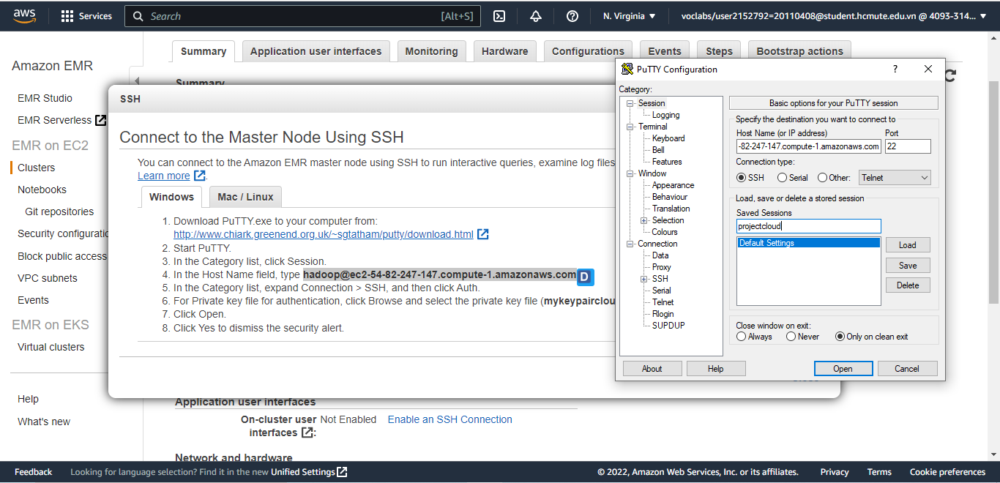 aws
Services
Search
[Alt+S]
N. Virginia
voclabs/user2152792=20110408@student.hcmute.edu.vn @ 4093-314...
Amazon EMR
EMR Studio
EMR Serverless
EMR on EC2
Clusters
Notebooks
Git repositories
Security configuratio
Block public access
VPC subnets
Events
EMR on EKS
Virtual clusters
Help
What's new
Summary
Application user interfaces
Monitoring
Hardware
Configurations
Events
Steps
Bootstrap actions
Summary
SSH
Connect to the Master Node Using SSH
You can connect to the Amazon EMR master node using SSH to run interactive queries, examine log files
Learn more
.
Windows
Mac / Linux
1. Download PuTTY.exe to your computer from:
http://www.chiark.greenend.org.uk/~sgtatham/putty/download.html
2. Start PuTTY.
3. In the Category list, click Session.
4. In the Host Name field, type hadoop@ec2-54-82-247-147.compute-1.amazonaws.com
D
5. In the Category list, expand Connection > SSH, and then click Auth.
6. For Private key file for authentication, click Browse and select the private key file (mykeypairclou
7. Click Open.
8. Click Yes to dismiss the security alert.
Application user interfaces
On-cluster user interfaces :
Not Enabled
Enable an SSH Connection
Network and hardware
PuTTY Configuration
?
Category:
Session
Logging
Terminal
Keyboard
Bell
Features
Window
Appearance
Behaviour
Translation
Selection
Colours
Connection
Data
Proxy
SSH
Serial
Telnet
Rlogin
SUPDUP
Basic options for your PuTTY session
Specify the destination you want to connect to
Host Name (or IP address)
Port
-82-247-147.compute-1.amazonaws.com
22
Connection type:
SSH
Serial
Other:
Telnet
Load, save or delete a stored session
Saved Sessions
projectcloud
Default Settings
Load
Save
Delete
Close window on exit:
Always
Never
Only on clean exit
About
Help
Open
Cancel
Feedback
Looking for language selection? Find it in the new Unified Settings
© 2022, Amazon Web Services, Inc. or its affiliates.
Privacy
Terms
Cookie preferences